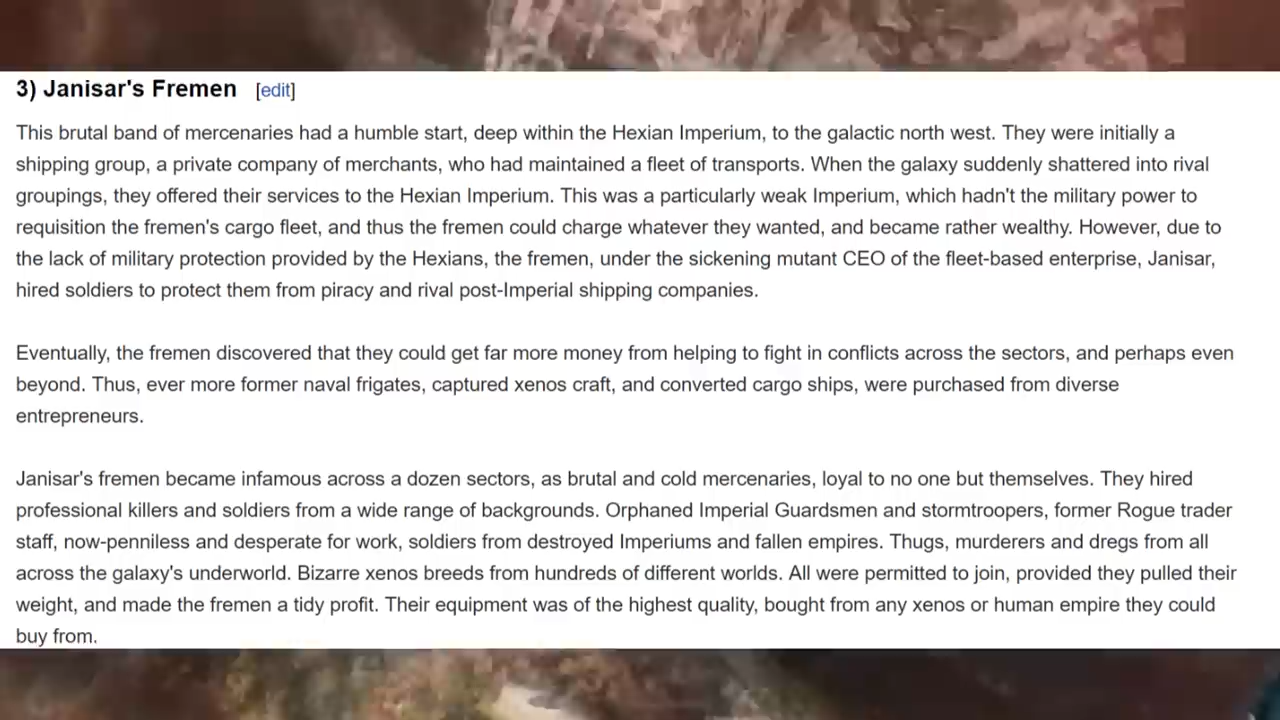 3) Janisar's Fremen [edit]
This brutal band of mercenaries had a humble start, deep within the Hexian Imperium, to the galactic north west. They were initially a
shipping group, a private company of merchants, who had maintained a fleet of transports. When the galaxy suddenly shattered into rival
groupings, they offered their services to the Hexian Imperium. This was a particularly weak Imperium, which hadn't the military power to
requisition the fremen's cargo fleet, and thus the fremen could charge whatever they wanted, and became rather wealthy. However, due to
the lack of military protection provided by the Hexians, the fremen, under the sickening mutant CEO of the fleet-based enterprise, Janisar,
hired soldiers to protect them from piracy and rival post-Imperial shipping companies.
Eventually, the fremen discovered that they could get far more money from helping to fight in conflicts across the sectors, and perhaps even
beyond. Thus, ever more former naval frigates, captured xenos craft, and converted cargo ships, were purchased from diverse
entrepreneurs.
Janisar's fremen became infamous across a dozen sectors, as brutal and cold mercenaries, loyal to no one but themselves. They hired
professional killers and soldiers from a wide range of backgrounds. Orphaned Imperial Guardsmen and stormtroopers, former Rogue trader
staff, now-penniless and desperate for work, soldiers from destroyed Imperiums and fallen empires. Thugs, murderers and dregs from all
across the galaxy's underworld. Bizarre xenos breeds from hundreds of different worlds. All were permitted to join, provided they pulled their
weight, and made the fremen a tidy profit. Their equipment was of the highest quality, bought from any xenos or human empire they could
buy from.